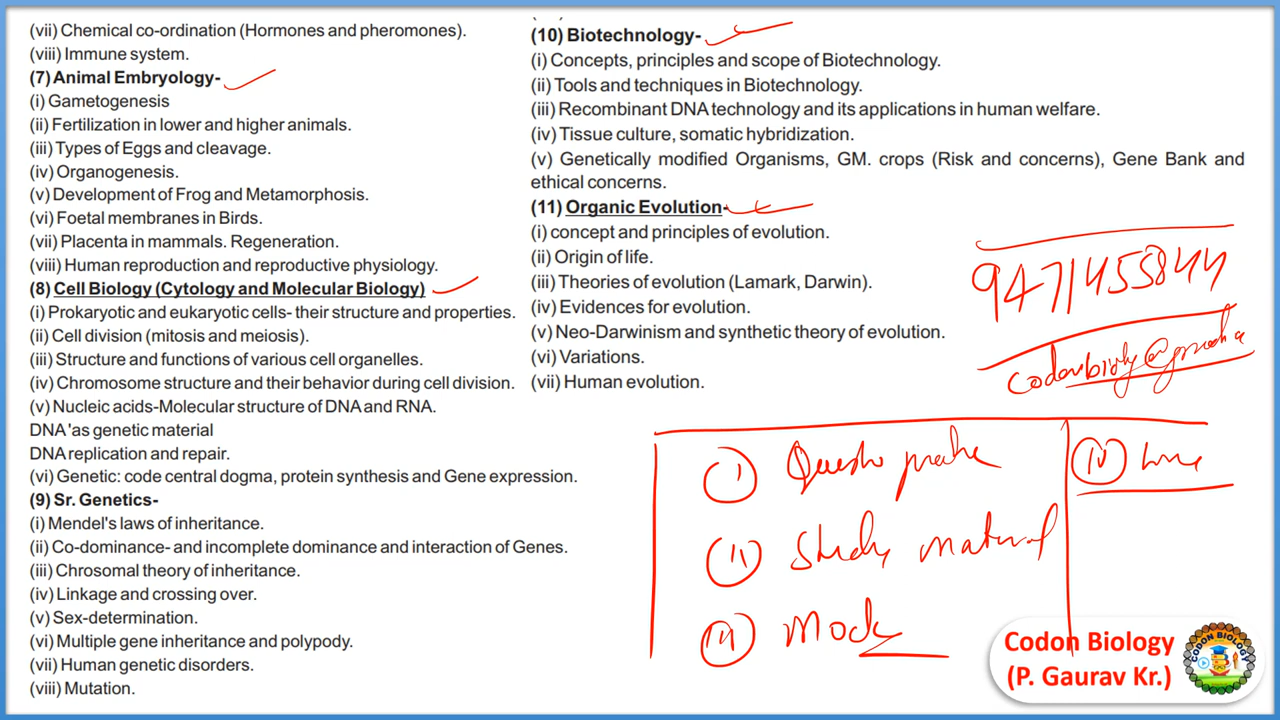 (vii) Chemical co-ordination (Hormones and pheromones).
(viii) Immune system.
(7) Animal Embryology-
(i) Gametogenesis
(ii) Fertilization in lower and higher animals.
(iii) Types of Eggs and cleavage.
(iv) Organogenesis.
(v) Development of Frog and Metamorphosis.
(vi) Foetal membranes in Birds.
(vii) Placenta in mammals. Regeneration.
(viii) Human reproduction and reproductive physiology.
(8) Cell Biology (Cytology and Molecular Biology)
(i) Prokaryotic and eukaryotic cells- their structure and properties.
(ii) Cell division (mitosis and meiosis).
(iii) Structure and functions of various cell organelles.
(iv) Chromosome structure and their behavior during cell division.
(v) Nucleic acids-Molecular structure of DNA and RNA.
DNA 'as genetic material
DNA replication and repair.
(vi) Genetic: code central dogma, protein synthesis and Gene expression.
(9) Sr. Genetics-
(i) Mendel's laws of inheritance.
(ii) Co-dominance- and incomplete dominance and interaction of Genes.
(iii) Chrosomal theory of inheritance.
(iv) Linkage and crossing over.
(v) Sex-determination.
(vi) Multiple gene inheritance and polypody.
(vii) Human genetic disorders.
(viii) Mutation.
(10) Biotechnology-
(i) Concepts, principles and scope of Biotechnology.
(ii) Tools and techniques in Biotechnology.
(iii) Recombinant DNA technology and its applications in human welfare.
(iv) Tissue culture, somatic hybridization.
(v) Genetically modified Organisms, GM. crops (Risk and concerns), Gene Bank and
ethical concerns.
(11) Organic Evolution-
(i) concept and principles of evolution.
(ii) Origin of life.
(iii) Theories of evolution (Lamark, Darwin).
(iv) Evidences for evolution.
(v) Neo-Darwinism and synthetic theory of evolution.
(vi) Variations.
(vii) Human evolution.
9471455844
(i)
(ii) Study material
(iii)
(iv)
Codon Biology
(P. Gaurav Kr.)
CODON BIOLOGY